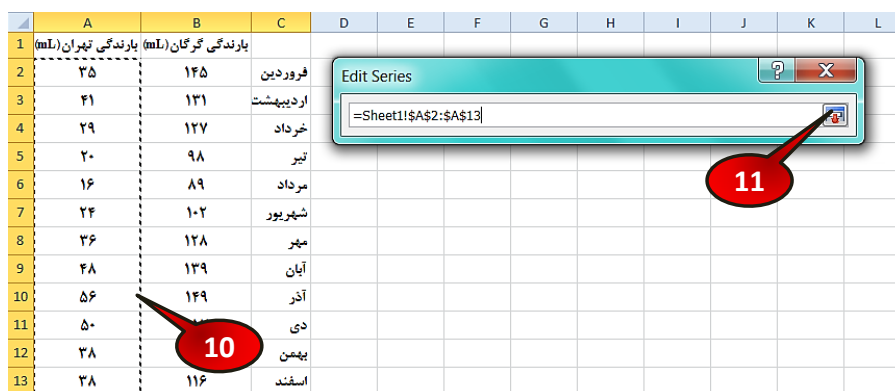 A B C D E F G H I J K L
1 بارندگی تهران(mL) بارندگی گرگان(mL)
2 ۳۵ ۱۴۵ فروردین
3 ۴۱ ۱۳۱ اردیبهشت
4 ۲۹ ۱۲۷ خرداد
5 ۲۰ ۹۸ تیر
6 ۱۶ ۸۹ مرداد
7 ۲۴ ۱۰۲ شهریور
8 ۳۶ ۱۲۸ مهر
9 ۴۸ ۱۳۹ آبان
10 ۵۶ ۱۴۹ آذر
11 ۵۰ دی
12 ۳۸ بهمن
13 ۳۸ ۱۱۶ اسفند
Edit Series ? X
=Sheet1!$A$2:$A$13
11
10